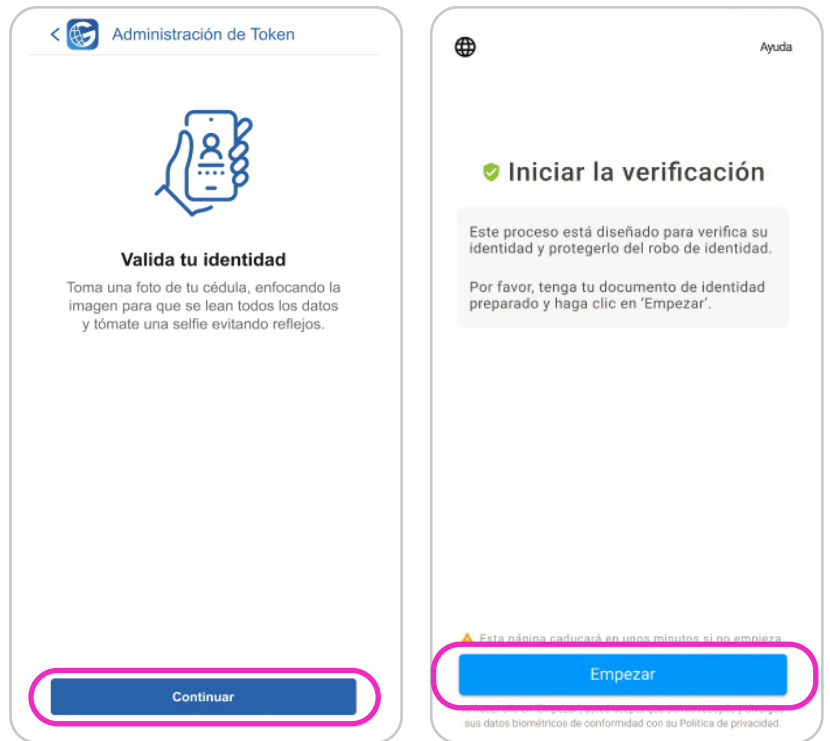 Administración de Token
Valida tu identidad
Toma una foto de tu cédula, enfocando la
imagen para que se lean todos los datos
y tómate una selfie evitando reflejos.
Continuar
Ayuda
Iniciar la verificación
Este proceso está diseñado para verifica su
identidad y protegerlo del robo de identidad.
Por favor, tenga tu documento de identidad
preparado y haga clic en ‘Empezar’.
Esta página caducará en unos minutos si no empieza
Empezar
sus datos biométricos de conformidad con su Política de privacidad.